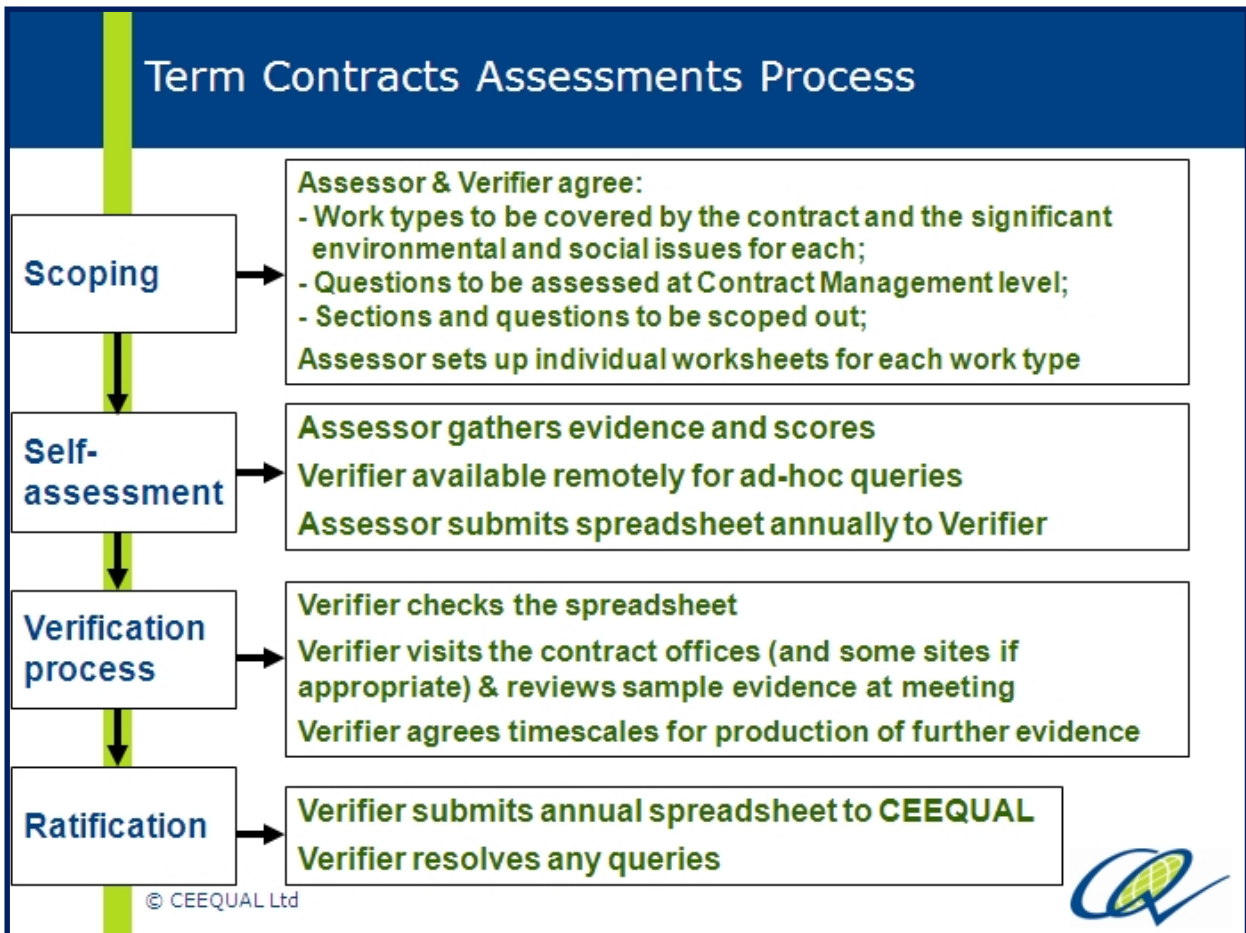 Term Contracts Assessments Process
Scoping
Assessor & Verifier agree:
- Work types to be covered by the contract and the significant
environmental and social issues for each;
- Questions to be assessed at Contract Management level;
- Sections and questions to be scoped out;
Assessor sets up individual worksheets for each work type
Self-
assessment
Assessor gathers evidence and scores
Verifier available remotely for ad-hoc queries
Assessor submits spreadsheet annually to Verifier
Verification
process
Verifier checks the spreadsheet
Verifier visits the contract offices (and some sites if
appropriate) & reviews sample evidence at meeting
Verifier agrees timescales for production of further evidence
Ratification
Verifier submits annual spreadsheet to CEEQUAL
Verifier resolves any queries
© CEEQUAL Ltd